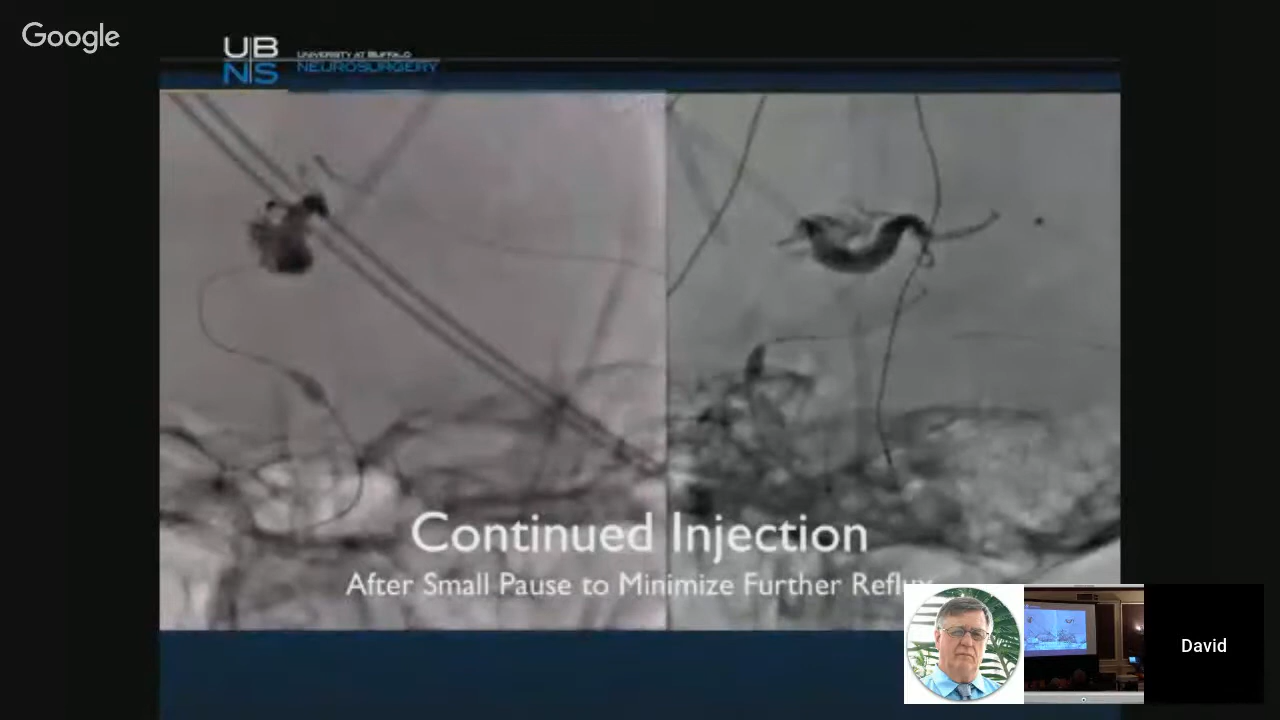 Google
UB
NS
UNIVERSITY AT BUFFALO
NEUROSURGERY
Continued Injection
After Small Pause to Minimize Further Reflux
David